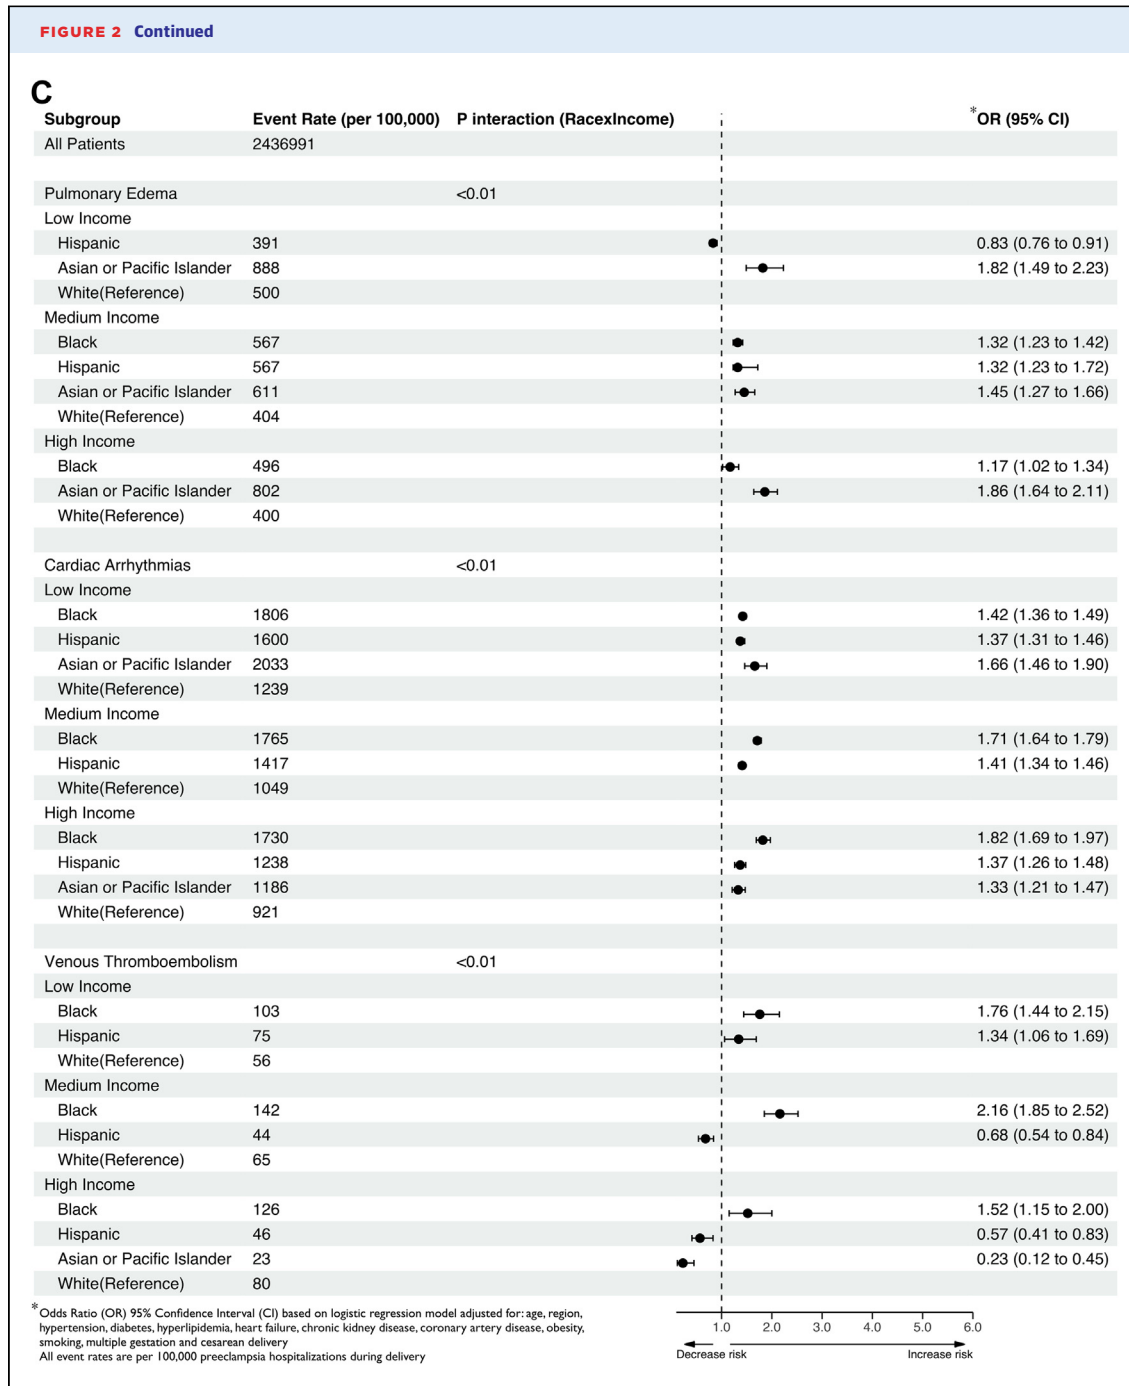 FIGURE 2 Continued
C
Subgroup Event Rate (per 100,000) P interaction (RacexIncome) *OR (95% CI)
All Patients 2436991
Pulmonary Edema <0.01
Low Income
Hispanic 391 0.83 (0.76 to 0.91)
Asian or Pacific Islander 888 1.82 (1.49 to 2.23)
White(Reference) 500
Medium Income
Black 567 1.32 (1.23 to 1.42)
Hispanic 567 1.32 (1.23 to 1.72)
Asian or Pacific Islander 611 1.45 (1.27 to 1.66)
White(Reference) 404
High Income
Black 496 1.17 (1.02 to 1.34)
Asian or Pacific Islander 802 1.86 (1.64 to 2.11)
White(Reference) 400
Cardiac Arrhythmias <0.01
Low Income
Black 1806 1.42 (1.36 to 1.49)
Hispanic 1600 1.37 (1.31 to 1.46)
Asian or Pacific Islander 2033 1.66 (1.46 to 1.90)
White(Reference) 1239
Medium Income
Black 1765 1.71 (1.64 to 1.79)
Hispanic 1417 1.41 (1.34 to 1.46)
White(Reference) 1049
High Income
Black 1730 1.82 (1.69 to 1.97)
Hispanic 1238 1.37 (1.26 to 1.48)
Asian or Pacific Islander 1186 1.33 (1.21 to 1.47)
White(Reference) 921
Venous Thromboembolism <0.01
Low Income
Black 103 1.76 (1.44 to 2.15)
Hispanic 75 1.34 (1.06 to 1.69)
White(Reference) 56
Medium Income
Black 142 2.16 (1.85 to 2.52)
Hispanic 44 0.68 (0.54 to 0.84)
White(Reference) 65
High Income
Black 126 1.52 (1.15 to 2.00)
Hispanic 46 0.57 (0.41 to 0.83)
Asian or Pacific Islander 23 0.23 (0.12 to 0.45)
White(Reference) 80
1.0 2.0 3.0 4.0 5.0 6.0
Decrease risk Increase risk
*Odds Ratio (OR) 95% Confidence Interval (CI) based on logistic regression model adjusted for: age, region,
hypertension, diabetes, hyperlipidemia, heart failure, chronic kidney disease, coronary artery disease, obesity,
smoking, multiple gestation and cesarean delivery
All event rates are per 100,000 preeclampsia hospitalizations during delivery